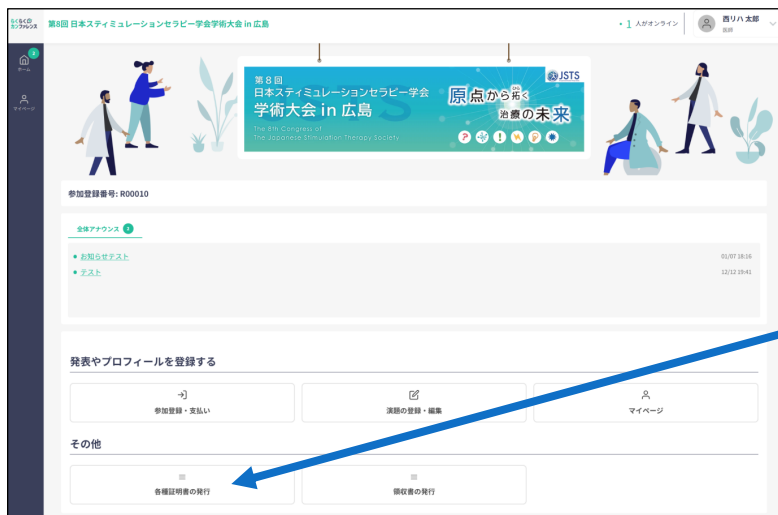 らくらくの
カンファレンス
第8回 日本スティミュレーションセラピー学会学術大会 in 広島
1 人がオンライン
西リハ 太郎
医師
2
ホーム
マイページ
第8回
日本スティミュレーションセラピー学会
学術大会 in 広島
The 8th Congress of
The Japanese Stimulation Therapy Society
JSTS
JSTS
原点から拓く
ひら
治療の未来
参加登録番号: R00010
全体アナウンス 2
お知らせテスト
01/07 18:16
テスト
12/12 19:41
発表やプロフィールを登録する
参加登録・支払い
演題の登録・編集
マイページ
その他
各種証明書の発行
領収書の発行